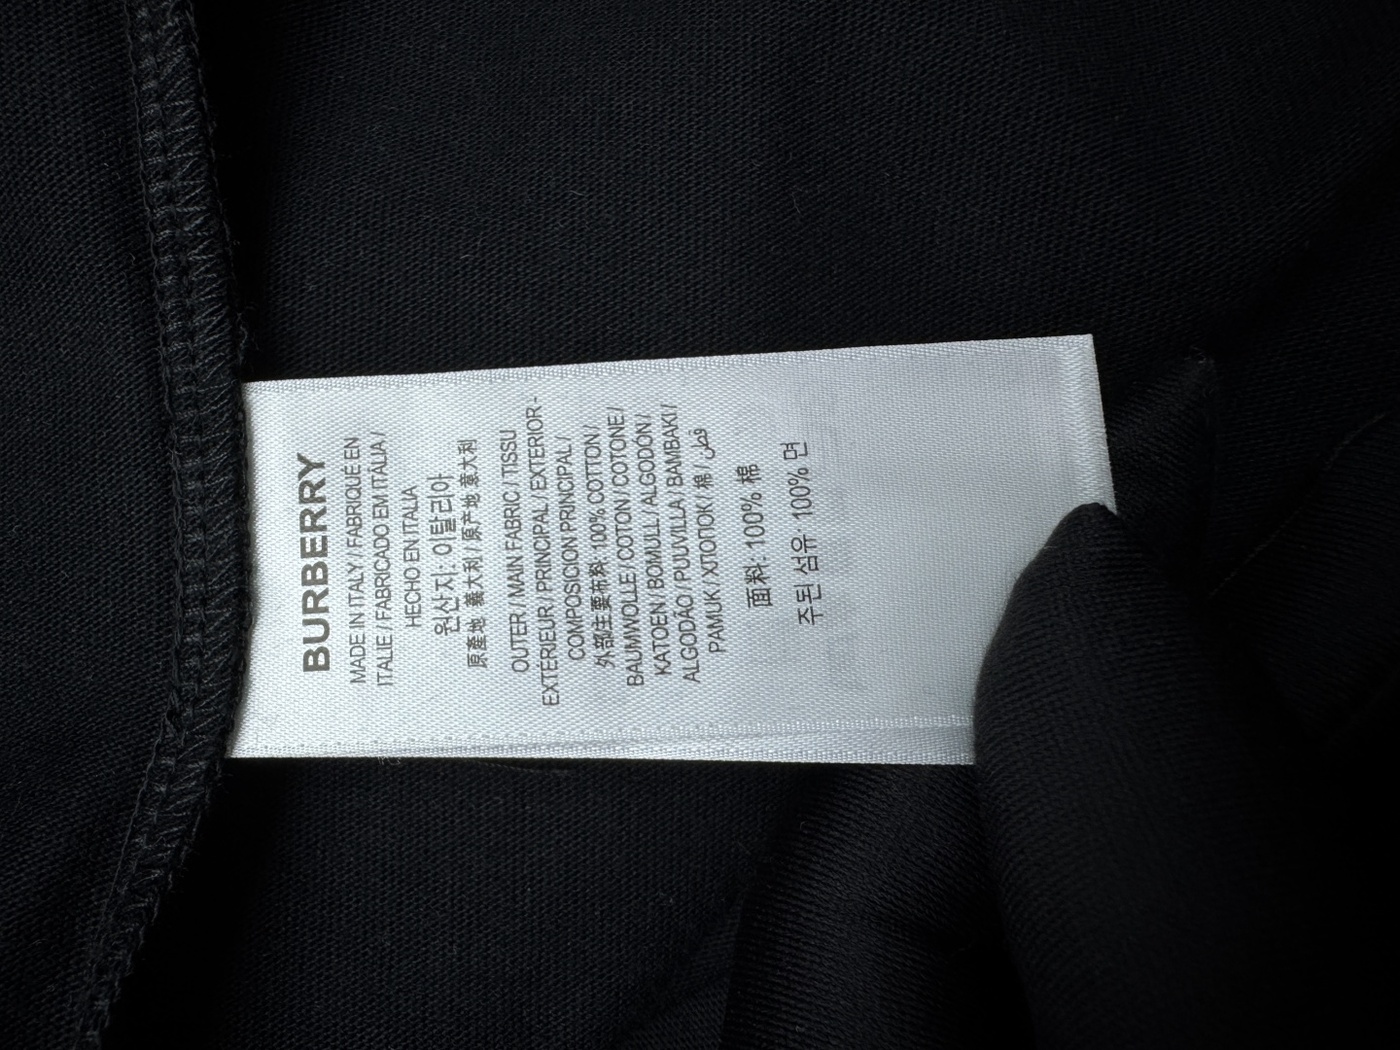 BURBERRY
MADE IN ITALY / FABRIQUÉ EN
ITALIE / FABRICADO EM ITÁLIA /
HECHO EN ITALIA
원산지: 이탈리아
原產地 義大利 / 原产地 意大利
OUTER / MAIN FABRIC / TISSU
EXTERIEUR / PRINCIPAL / EXTERIOR -
COMPOSICIÓN PRINCIPAL /
外部主要布料 100% COTTON /
BAUMWOLLE / COTON / COTONE /
KATOEN / BOMULL / ALGODÓN /
ALGODÃO / PUUVILLA / BAMBAKI /
PAMUK / ХЛОПОК / 棉 / قطن
面料: 100% 棉
주된 섬유: 100% 면